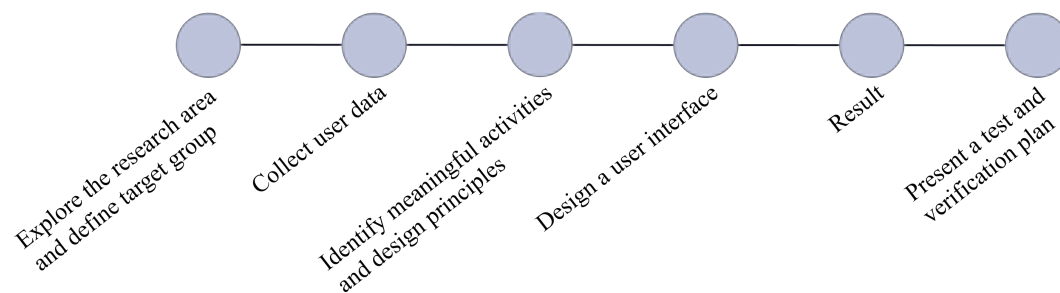 Explore the research area
and define target group
Collect user data
Identify meaningful activities
and design principles
Design a user interface
Result
Present a test and
verification plan